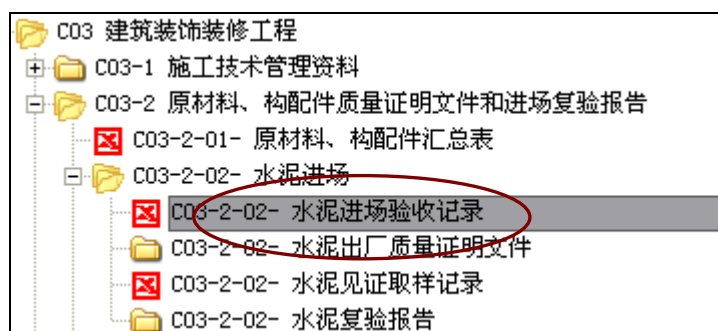 C03 建筑装饰装修工程
C03-1 施工技术管理资料
C03-2 原材料、构配件质量证明文件和进场复验报告
C03-2-01- 原材料、构配件汇总表
C03-2-02- 水泥进场
C03-2-02- 水泥进场验收记录
C03-2-02- 水泥出厂质量证明文件
C03-2-02- 水泥见证取样记录
C03-2-02- 水泥复验报告